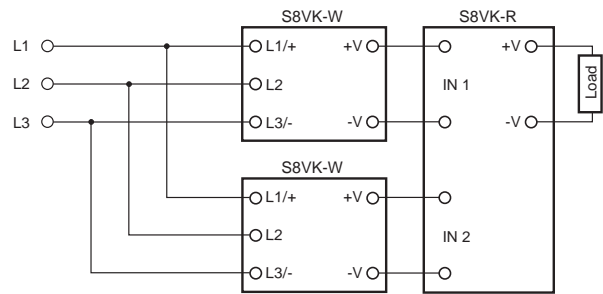 S8VK-W S8VK-R
L1 L1/+ +V +V
L2 L2 IN 1 Load
L3 L3/- -V -V
S8VK-W
L1/+ +V
L2 IN 2
L3/- -V